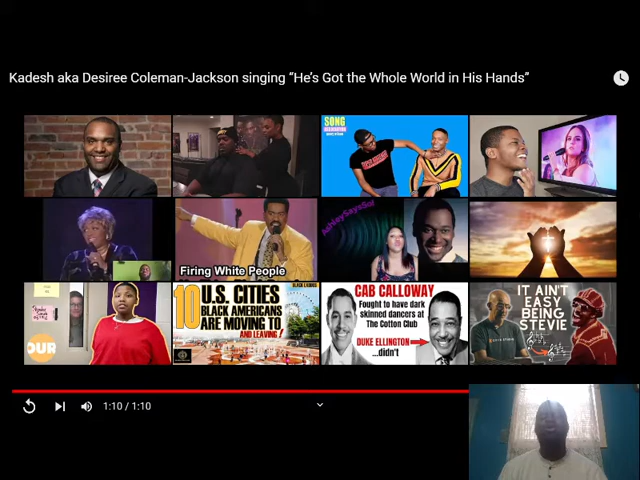 Kadesh aka Desiree Coleman-Jackson singing “He’s Got the Whole World in His Hands”
SONG
AshleySaysSo!
Firing White People
OUR
10 U.S. CITIES
BLACK AMERICANS
ARE MOVING TO
AND LEAVING!
CAB CALLOWAY
Fought to have dark
skinned dancers at
The Cotton Club
DUKE ELLINGTON
...didn't
IT AIN'T
EASY
BEING
STEVIE
1:10 / 1:10